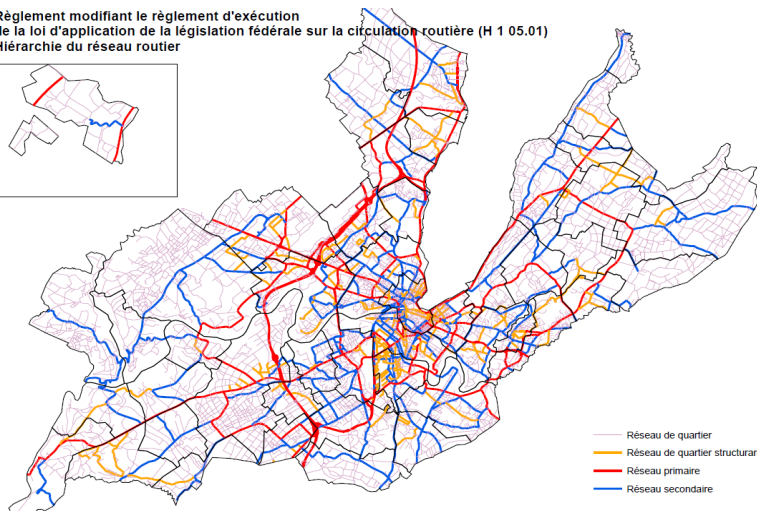 Règlement modifiant le règlement d'exécution
de la loi d'application de la législation fédérale sur la circulation routière (H 1 05.01)
Hiérarchie du réseau routier
Réseau de quartier
Réseau de quartier structurar
Réseau primaire
Réseau secondaire